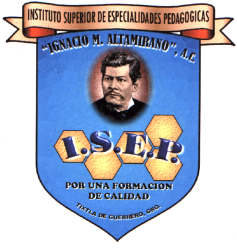 INSTITUTO SUPERIOR DE ESPECIALIDADES PEDAGOGICAS
"IGNACIO M. ALTAMIRANO", A.C.
I.S.E.P.
POR UNA FORMACION
DE CALIDAD
TIXTLA DE GUERRERO, GRO.